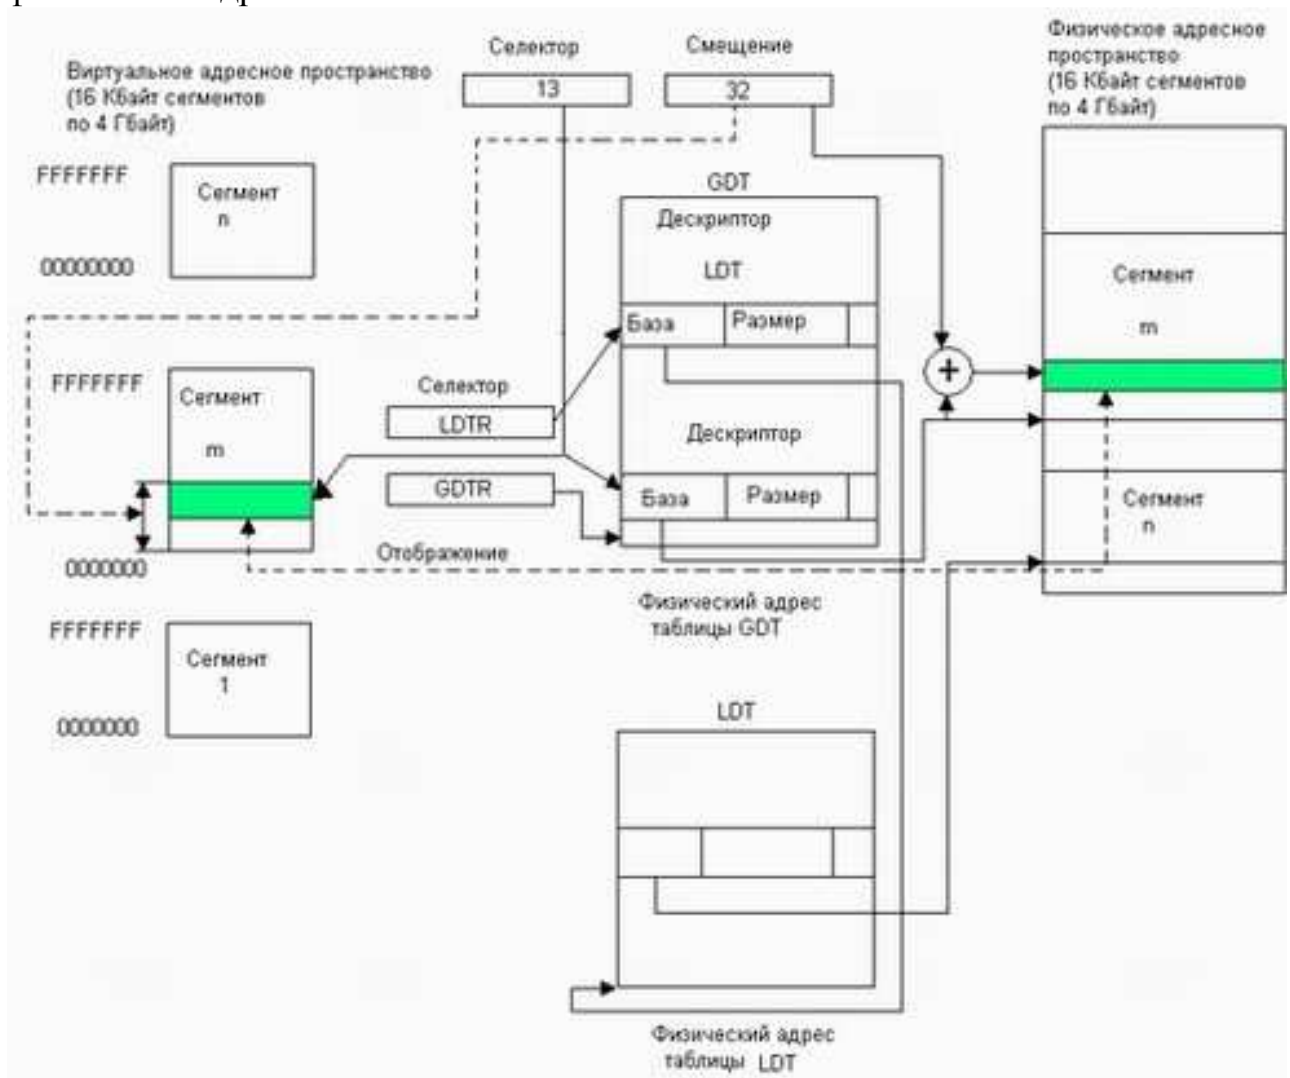 Селектор
Смещение
Физическое адресное
пространство
(16 Кбайт сегментов
по 4 Гбайт)
Виртуальное адресное пространство
(16 Кбайт сегментов
по 4 Гбайт)
13
32
FFFFFFF
Сегмент
n
00000000
GDT
Дескриптор
LDT
База
Размер
Сегмент
m
FFFFFFF
Сегмент
m
0000000
Селектор
LDTR
GDTR
Дескриптор
База
Размер
Сегмент
n
Отображение
Физический адрес
таблицы GDT
FFFFFFF
Сегмент
1
0000000
LDT
Физический адрес
таблицы LDT